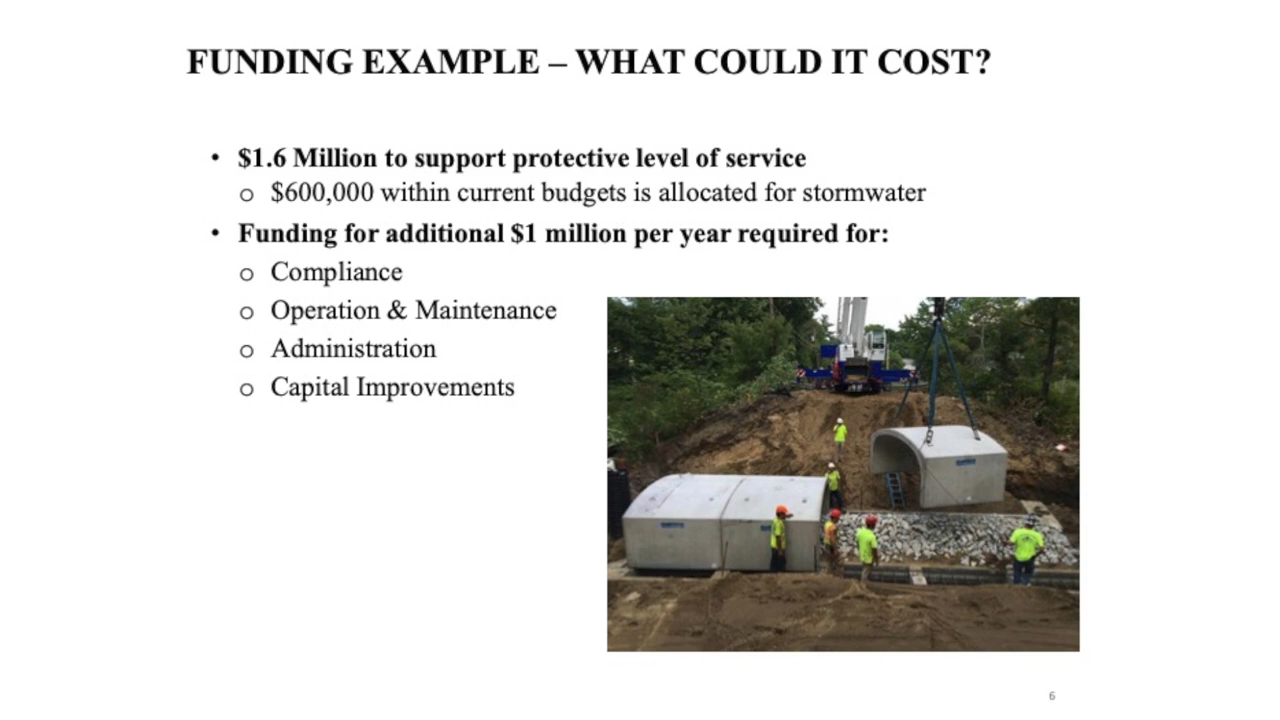 FUNDING EXAMPLE – WHAT COULD IT COST?
• $1.6 Million to support protective level of service
o $600,000 within current budgets is allocated for stormwater
• Funding for additional $1 million per year required for:
o Compliance
o Operation & Maintenance
o Administration
o Capital Improvements
6